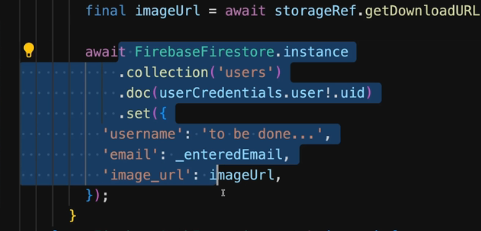 final imageUrl = await storageRef.getDownloadURL
await FirebaseFirestore.instance
.collection('users')
.doc(userCredentials.user!.uid)
.set({
'username': 'to be done...',
'email': _enteredEmail,
'image_url': imageUrl,
});
}